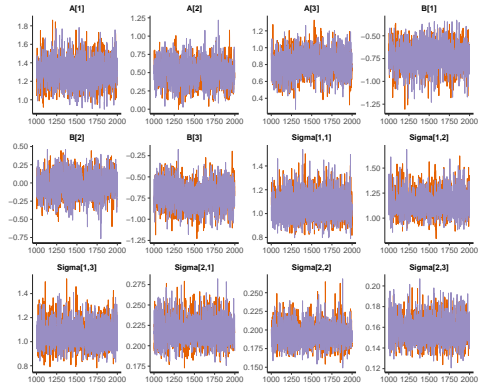 A[1] A[2] A[3] B[1]
1.8 1.6 1.4 1.2 1.0
1.25 1.00 0.75 0.50 0.25 0.00
1.2 1.0 0.8 0.6 0.4
−0.50 −0.75 −1.00 −1.25
1000 1250 1500 1750 2000 1000 1250 1500 1750 2000 1000 1250 1500 1750 2000 1000 1250 1500 1750 2000
B[2] B[3] Sigma[1,1] Sigma[1,2]
0.50 0.25 0.00 −0.25 −0.50 −0.75
−0.25 −0.50 −0.75 −1.00 −1.25
1.4 1.2 1.0 0.8
1.50 1.25 1.00
1000 1250 1500 1750 2000 1000 1250 1500 1750 2000 1000 1250 1500 1750 2000 1000 1250 1500 1750 2000
Sigma[1,3] Sigma[2,1] Sigma[2,2] Sigma[2,3]
1.4 1.2 1.0 0.8
0.275 0.250 0.225 0.200 0.175
0.250 0.225 0.200 0.175 0.150
0.20 0.18 0.16 0.14 0.12
1000 1250 1500 1750 2000 1000 1250 1500 1750 2000 1000 1250 1500 1750 2000 1000 1250 1500 1750 2000